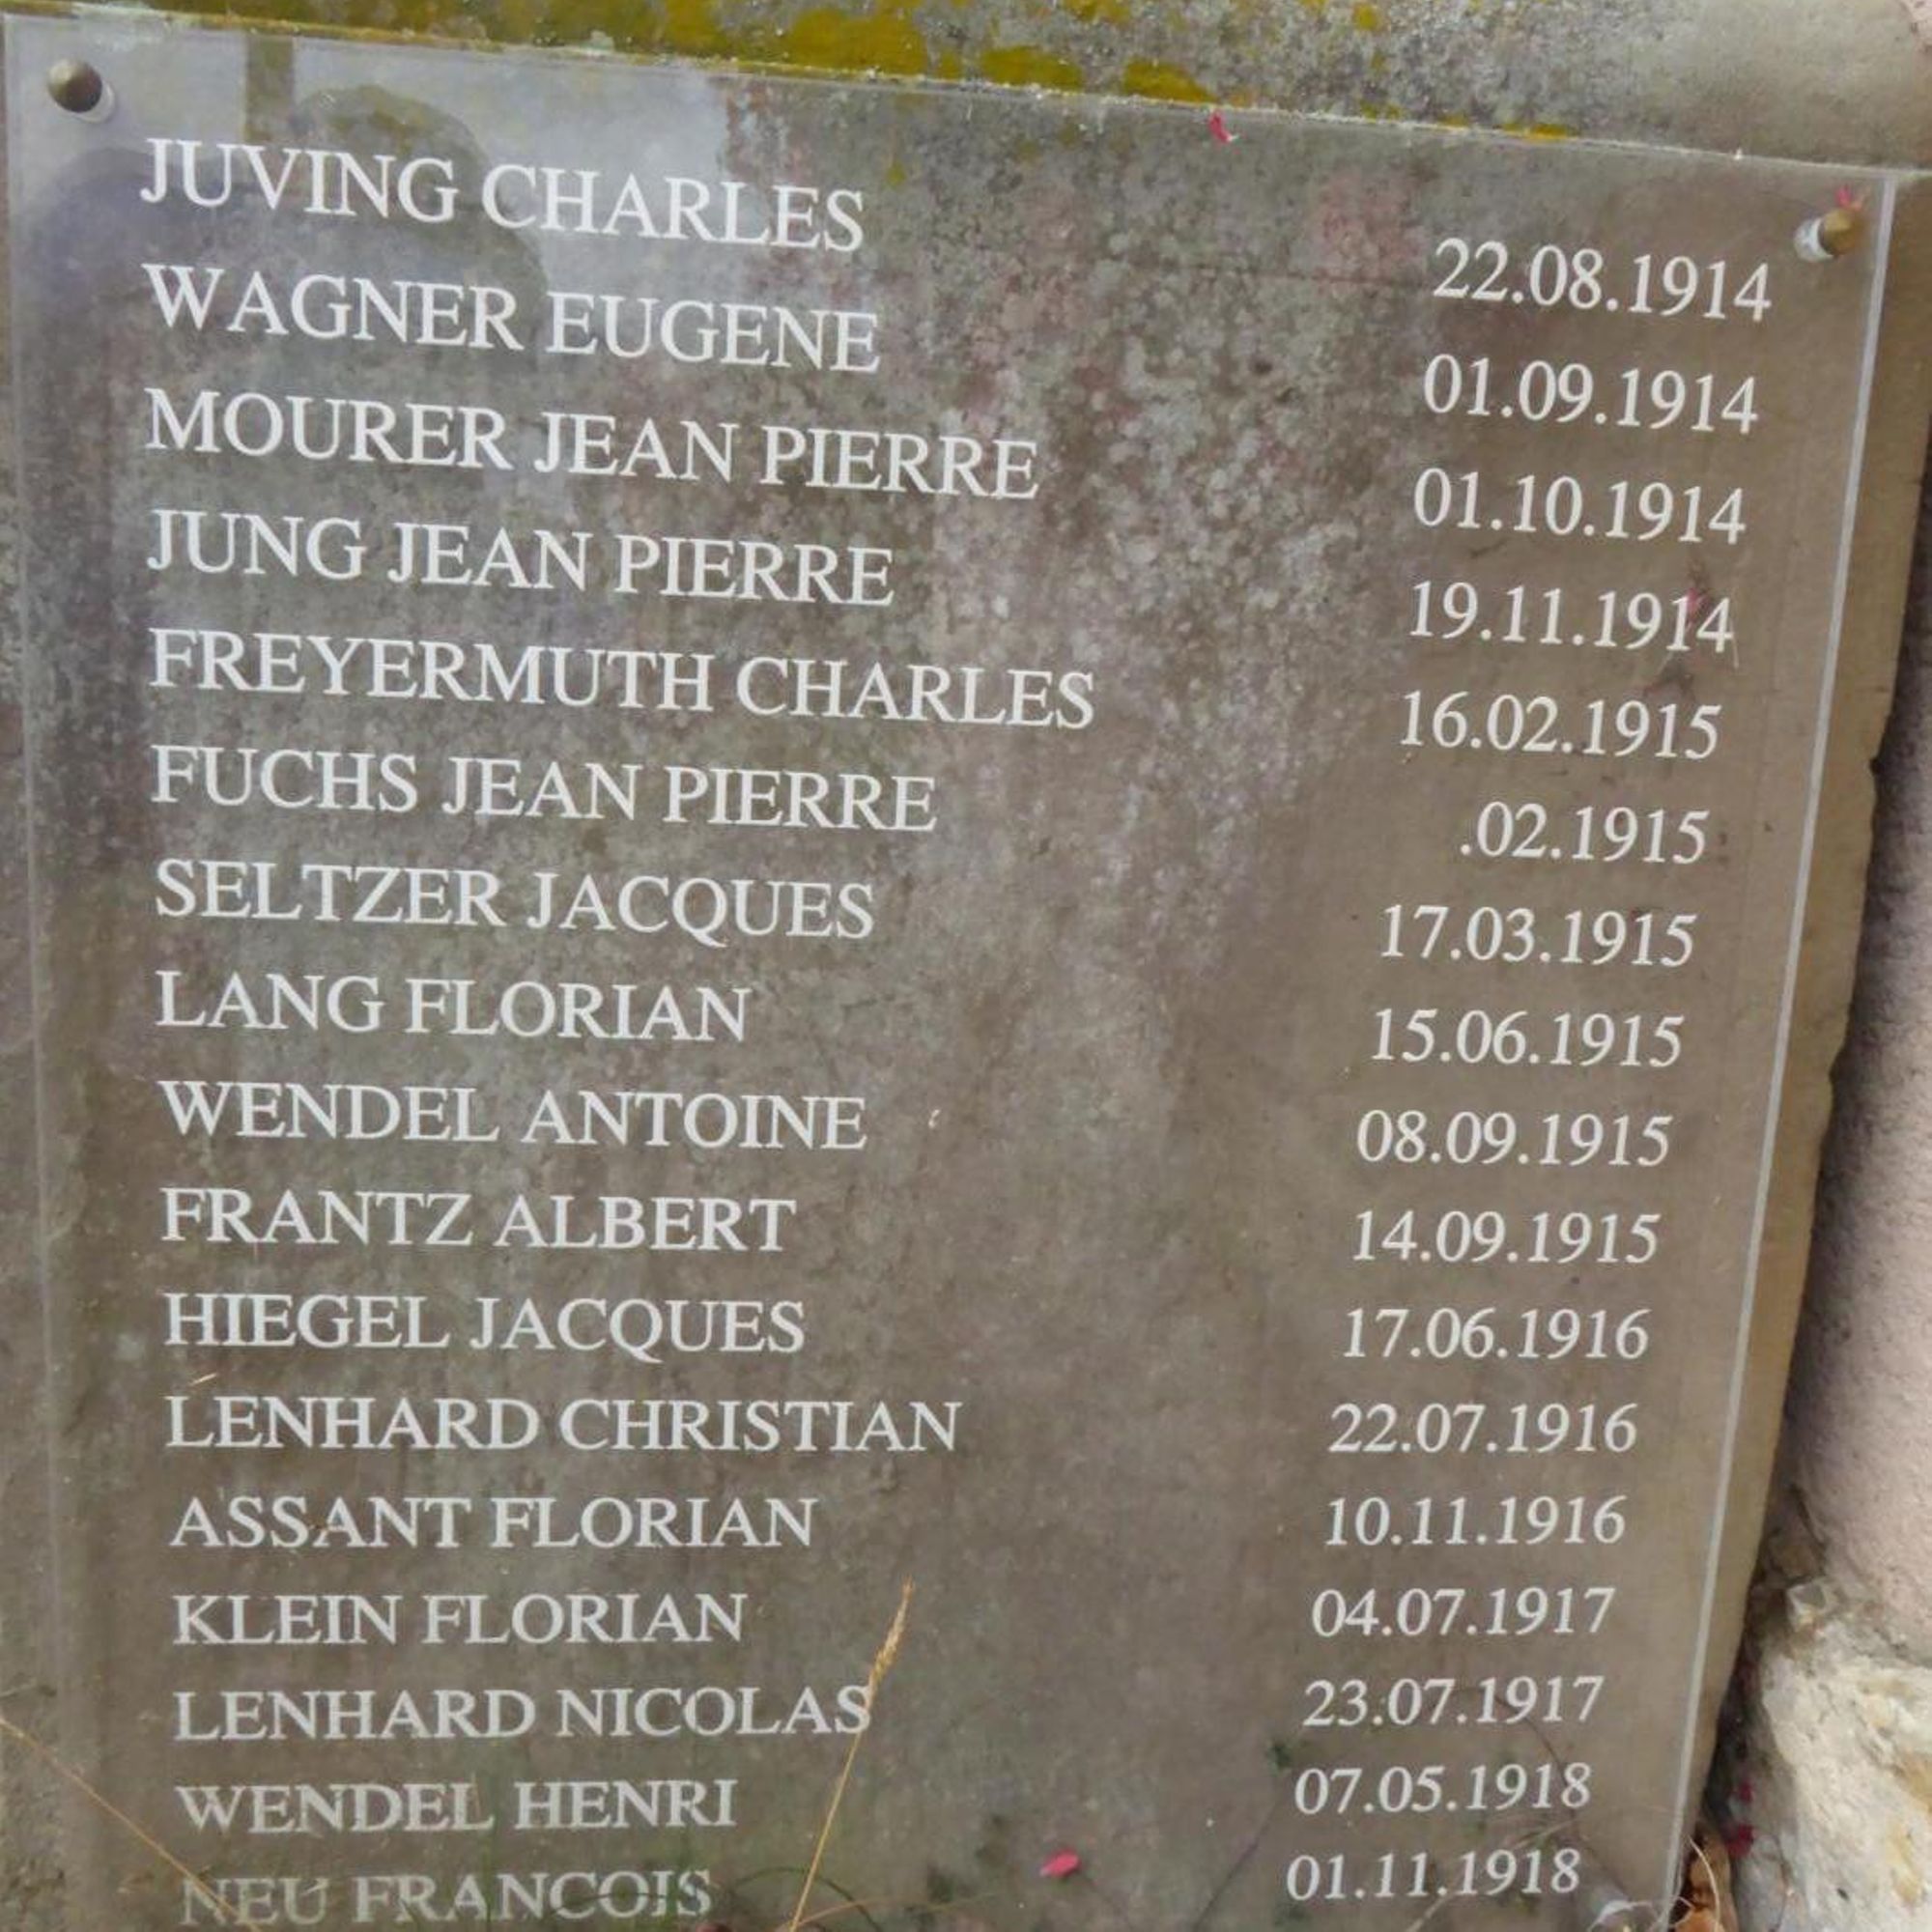 JUVING CHARLES 22.08.1914
WAGNER EUGENE 01.09.1914
MOURER JEAN PIERRE 01.10.1914
JUNG JEAN PIERRE 19.11.1914
FREYERMUTH CHARLES 16.02.1915
FUCHS JEAN PIERRE .02.1915
SELTZER JACQUES 17.03.1915
LANG FLORIAN 15.06.1915
WENDEL ANTOINE 08.09.1915
FRANTZ ALBERT 14.09.1915
HIEGEL JACQUES 17.06.1916
LENHARD CHRISTIAN 22.07.1916
ASSANT FLORIAN 10.11.1916
KLEIN FLORIAN 04.07.1917
LENHARD NICOLAS 23.07.1917
WENDEL HENRI 07.05.1918
NEU FRANCOIS 01.11.1918